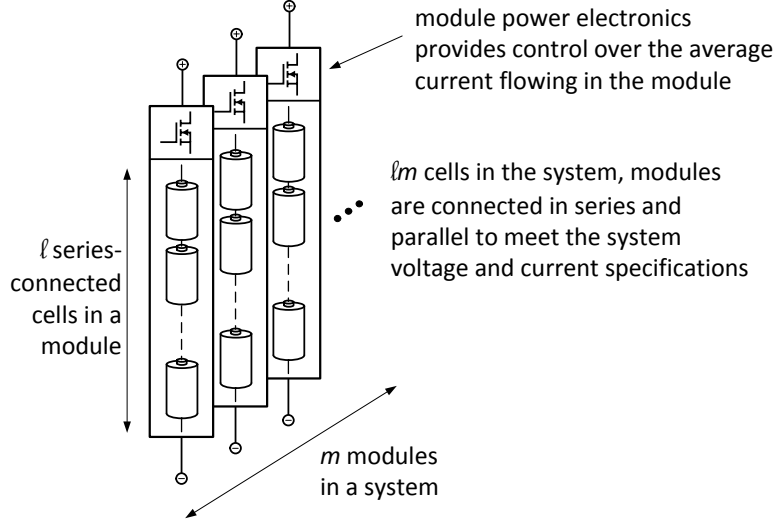 module power electronics
provides control over the average
current flowing in the module
ℓm cells in the system, modules
are connected in series and
parallel to meet the system
voltage and current specifications
ℓ series-
connected
cells in a
module
m modules
in a system